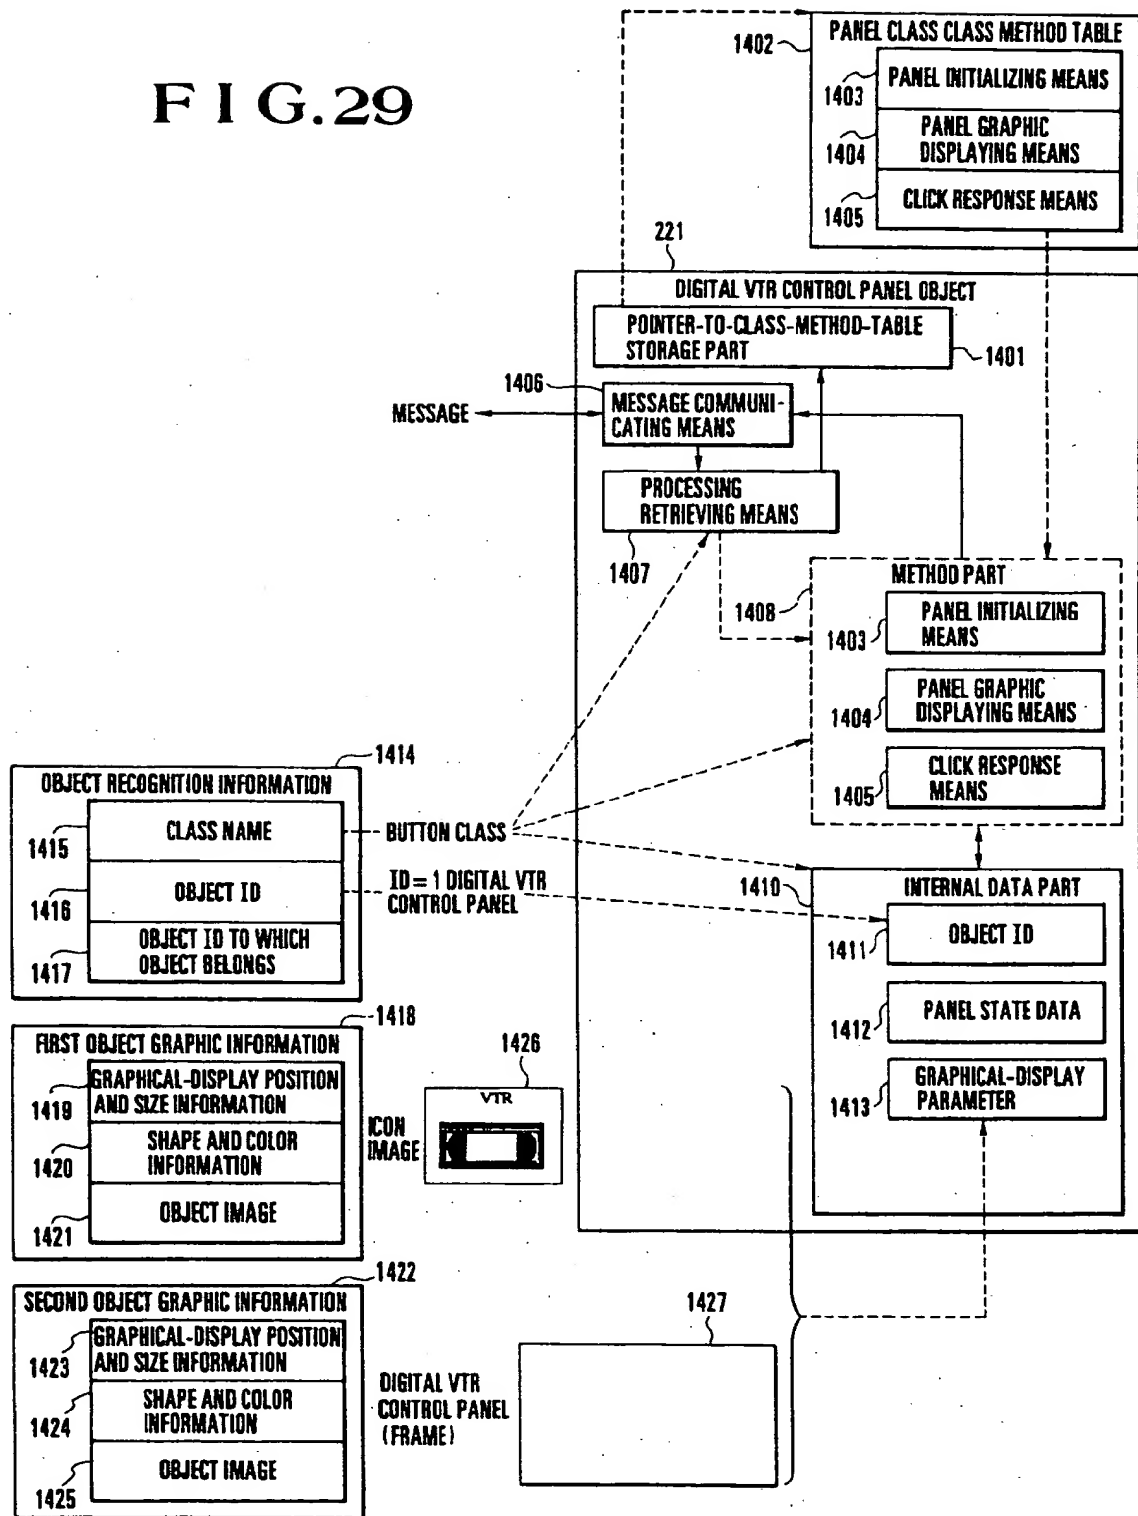 FIG.29
PANEL CLASS CLASS METHOD TABLE
1402
PANEL INITIALIZING MEANS
1403
PANEL GRAPHIC
DISPLAYING MEANS
1404
CLICK RESPONSE MEANS
1405
221
DIGITAL VTR CONTROL PANEL OBJECT
POINTER-TO-CLASS-METHOD-TABLE
STORAGE PART
1401
1406
MESSAGE
MESSAGE COMMUNI-
CATING MEANS
PROCESSING
RETRIEVING MEANS
1407
METHOD PART
1408
PANEL INITIALIZING
MEANS
1403
PANEL GRAPHIC
DISPLAYING MEANS
1404
CLICK RESPONSE
MEANS
1405
1414
OBJECT RECOGNITION INFORMATION
CLASS NAME
1415
BUTTON CLASS
OBJECT ID
1416
ID=1 DIGITAL VTR
CONTROL PANEL
OBJECT ID TO WHICH
OBJECT BELONGS
1417
INTERNAL DATA PART
1410
OBJECT ID
1411
PANEL STATE DATA
1412
GRAPHICAL-DISPLAY
PARAMETER
1413
1418
FIRST OBJECT GRAPHIC INFORMATION
GRAPHICAL-DISPLAY POSITION
AND SIZE INFORMATION
1419
SHAPE AND COLOR
INFORMATION
1420
OBJECT IMAGE
1421
ICON
IMAGE
1426
VTR
1422
SECOND OBJECT GRAPHIC INFORMATION
GRAPHICAL-DISPLAY POSITION
AND SIZE INFORMATION
1423
SHAPE AND COLOR
INFORMATION
1424
OBJECT IMAGE
1425
DIGITAL VTR
CONTROL PANEL
(FRAME)
1427